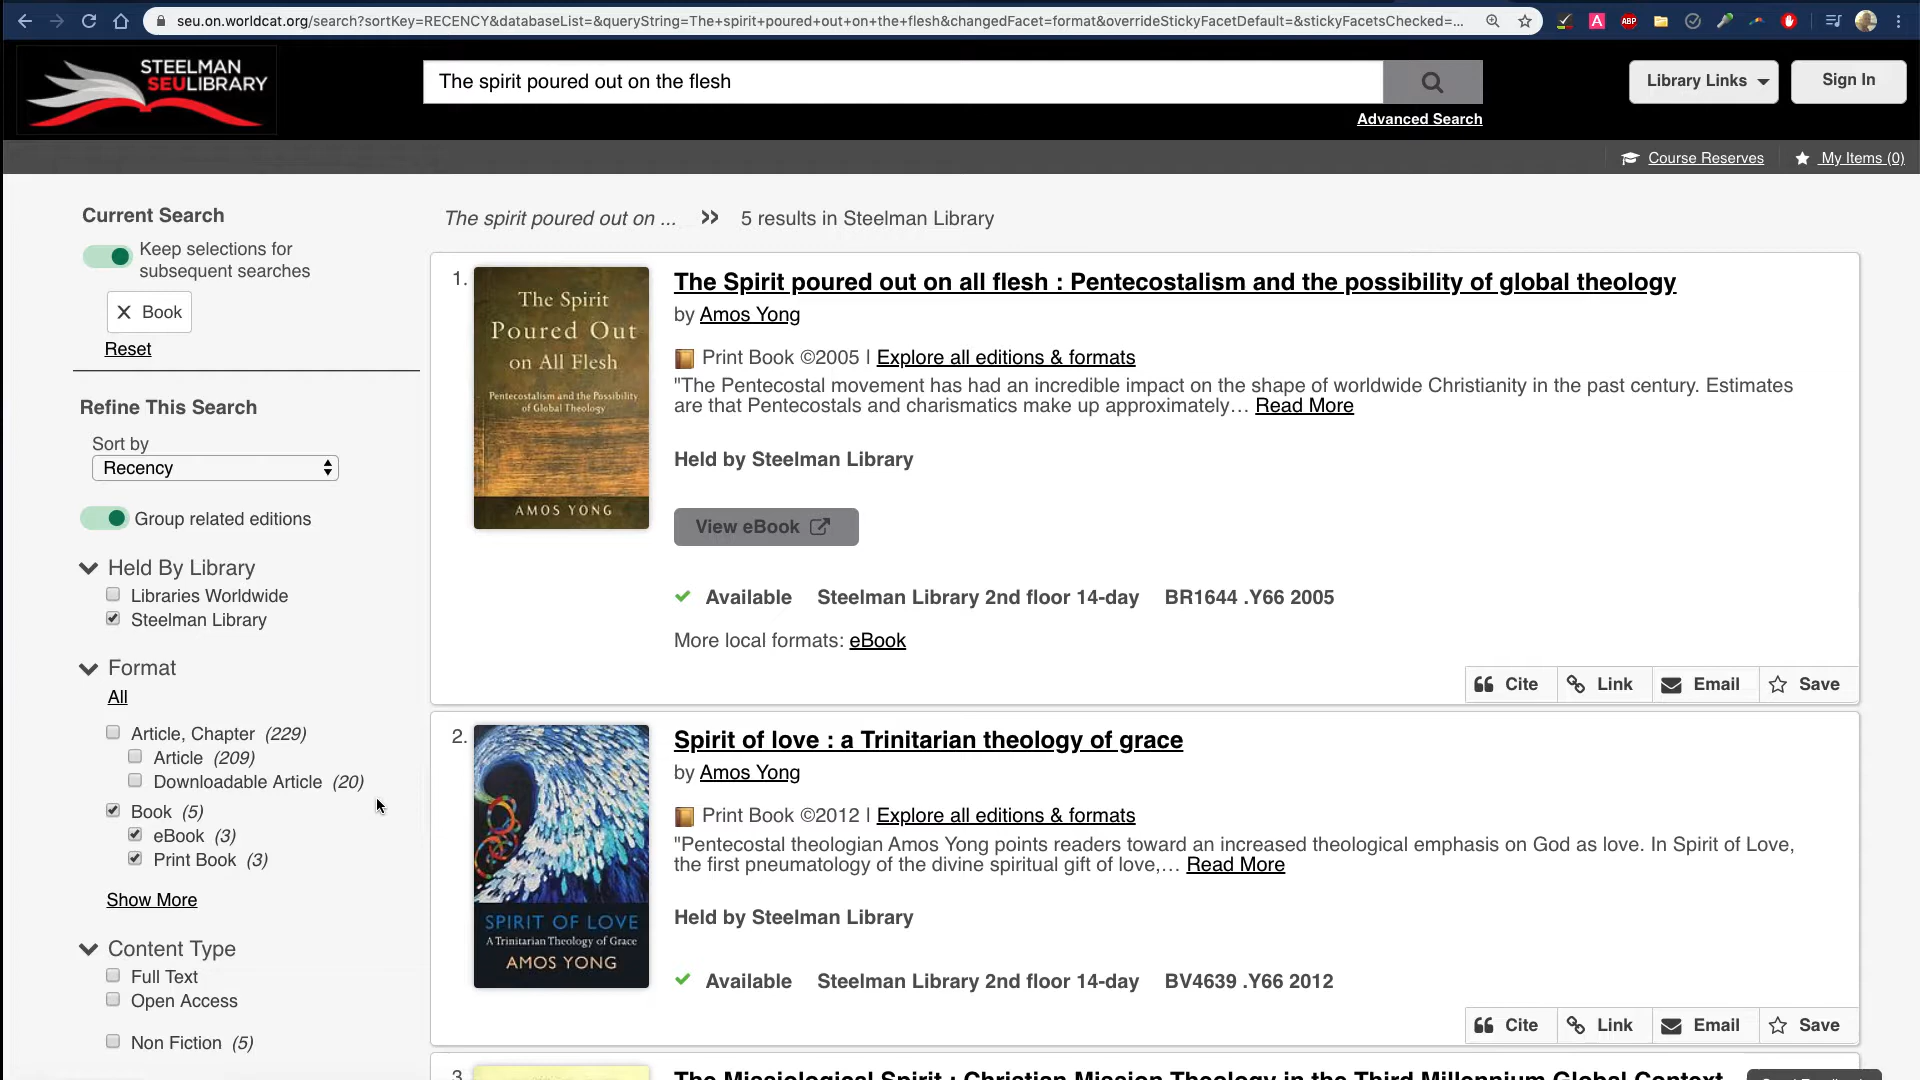 seu.on.worldcat.org/search?sortKey=RECENCY&databaseList=&queryString=The+spirit+poured+out+on+the+flesh&changedFacet=format&overrideStickyFacetDefault=&stickyFacetsChecked=...
A
ABP
STEELMAN
SEULIBRARY
The spirit poured out on the flesh
Library Links
Sign In
Advanced Search
Course Reserves
My Items (0)
Current Search
Keep selections for
subsequent searches
Book
Reset
Refine This Search
Sort by
Recency
Group related editions
Held By Library
Libraries Worldwide
Steelman Library
Format
All
Article, Chapter (229)
Article (209)
Downloadable Article (20)
Book (5)
eBook (3)
Print Book (3)
Show More
Content Type
Full Text
Open Access
Non Fiction (5)
The spirit poured out on ... » 5 results in Steelman Library
1.
The Spirit
Poured Out
on All Flesh
Pentecostalism and the Possibility
of Global Theology
AMOS YONG
The Spirit poured out on all flesh : Pentecostalism and the possibility of global theology
by Amos Yong
Print Book ©2005 | Explore all editions & formats
"The Pentecostal movement has had an incredible impact on the shape of worldwide Christianity in the past century. Estimates
are that Pentecostals and charismatics make up approximately… Read More
Held by Steelman Library
View eBook
Available Steelman Library 2nd floor 14-day BR1644 .Y66 2005
More local formats: eBook
Cite Link Email Save
2.
SPIRIT OF LOVE
A Trinitarian Theology of Grace
AMOS YONG
Spirit of love : a Trinitarian theology of grace
by Amos Yong
Print Book ©2012 | Explore all editions & formats
"Pentecostal theologian Amos Yong points readers toward an increased theological emphasis on God as love. In Spirit of Love,
the first pneumatology of the divine spiritual gift of love,… Read More
Held by Steelman Library
Available Steelman Library 2nd floor 14-day BV4639 .Y66 2012
Cite Link Email Save
3.
The Missiological Spirit : Christian Mission Theology in the Third Millennium Global Context